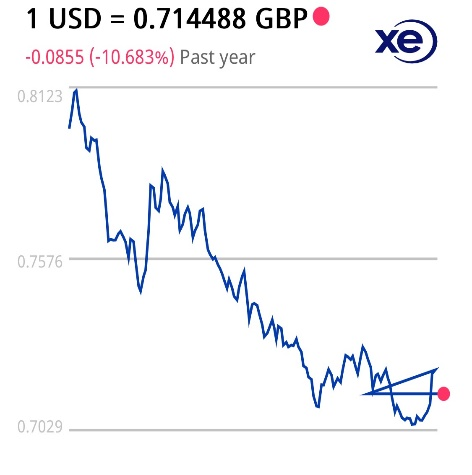 1 USD = 0.714488 GBP
xe
-0.0855 (-10.683%) Past year
0.8123
0.7576
0.7029